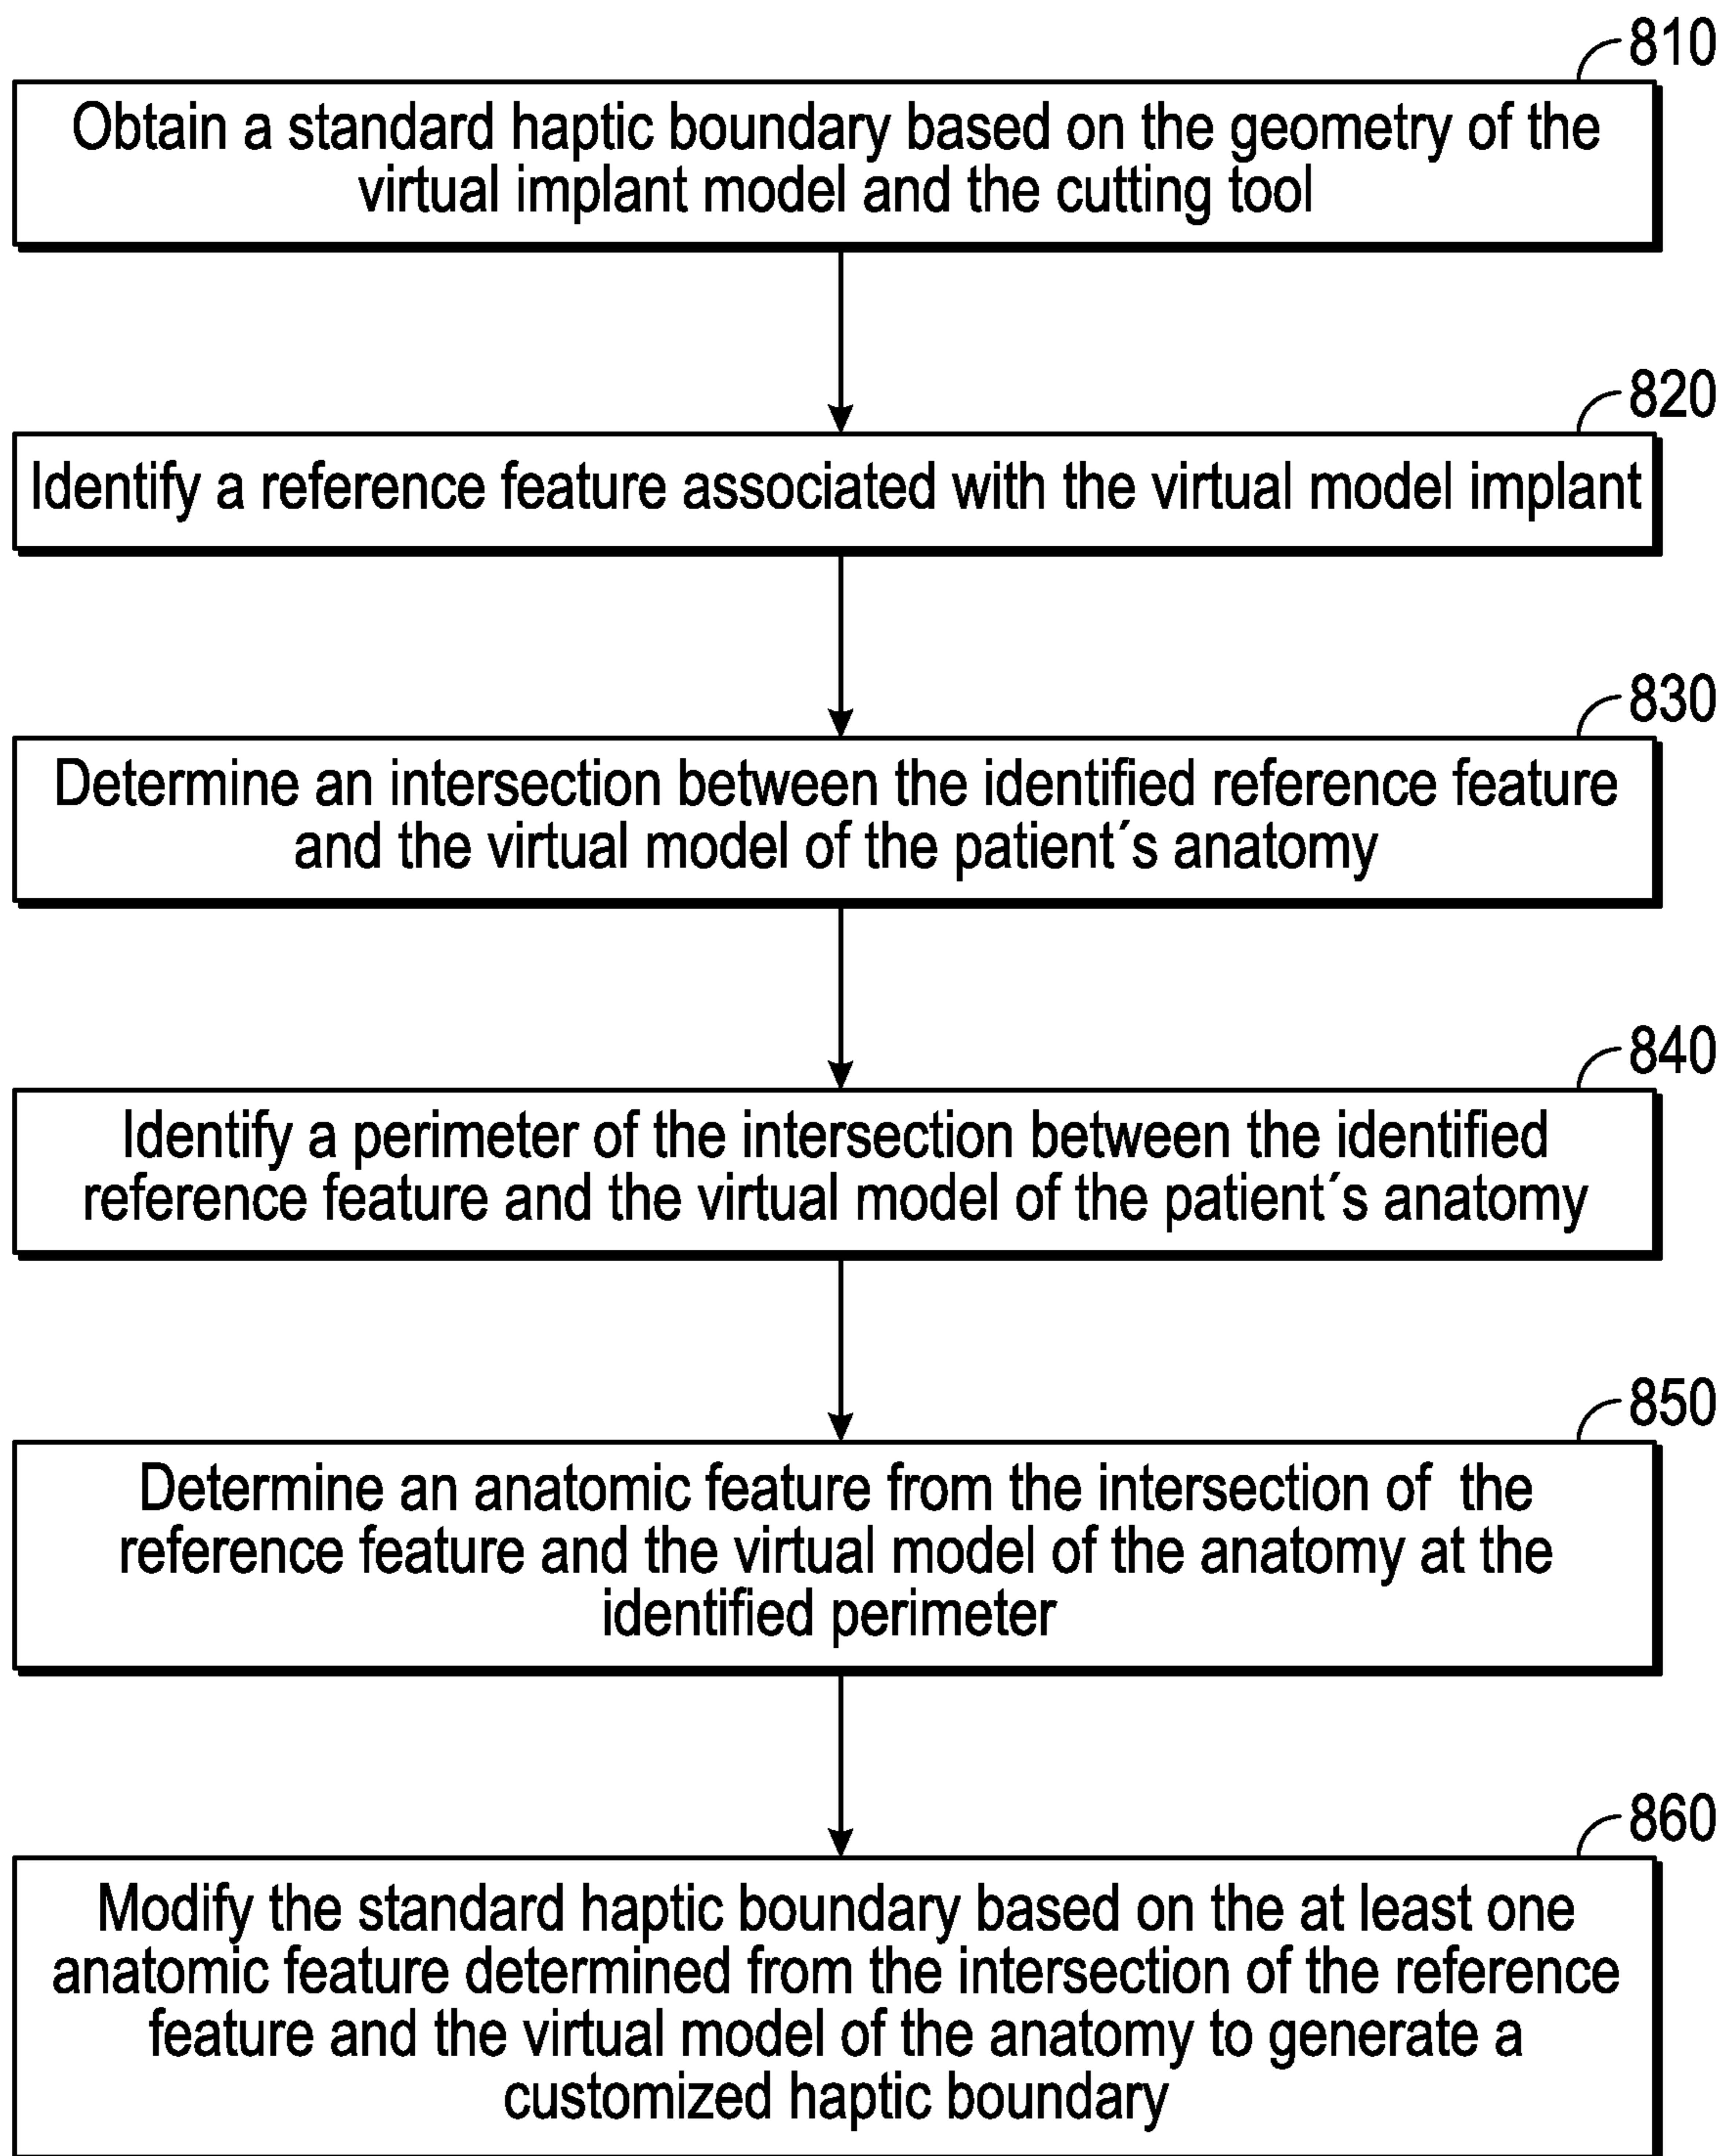 810
Obtain a standard haptic boundary based on the geometry of the
virtual implant model and the cutting tool
820
Identify a reference feature associated with the virtual model implant
830
Determine an intersection between the identified reference feature
and the virtual model of the patient´s anatomy
840
Identify a perimeter of the intersection between the identified
reference feature and the virtual model of the patient´s anatomy
850
Determine an anatomic feature from the intersection of the
reference feature and the virtual model of the anatomy at the
identified perimeter
860
Modify the standard haptic boundary based on the at least one
anatomic feature determined from the intersection of the reference
feature and the virtual model of the anatomy to generate a
customized haptic boundary